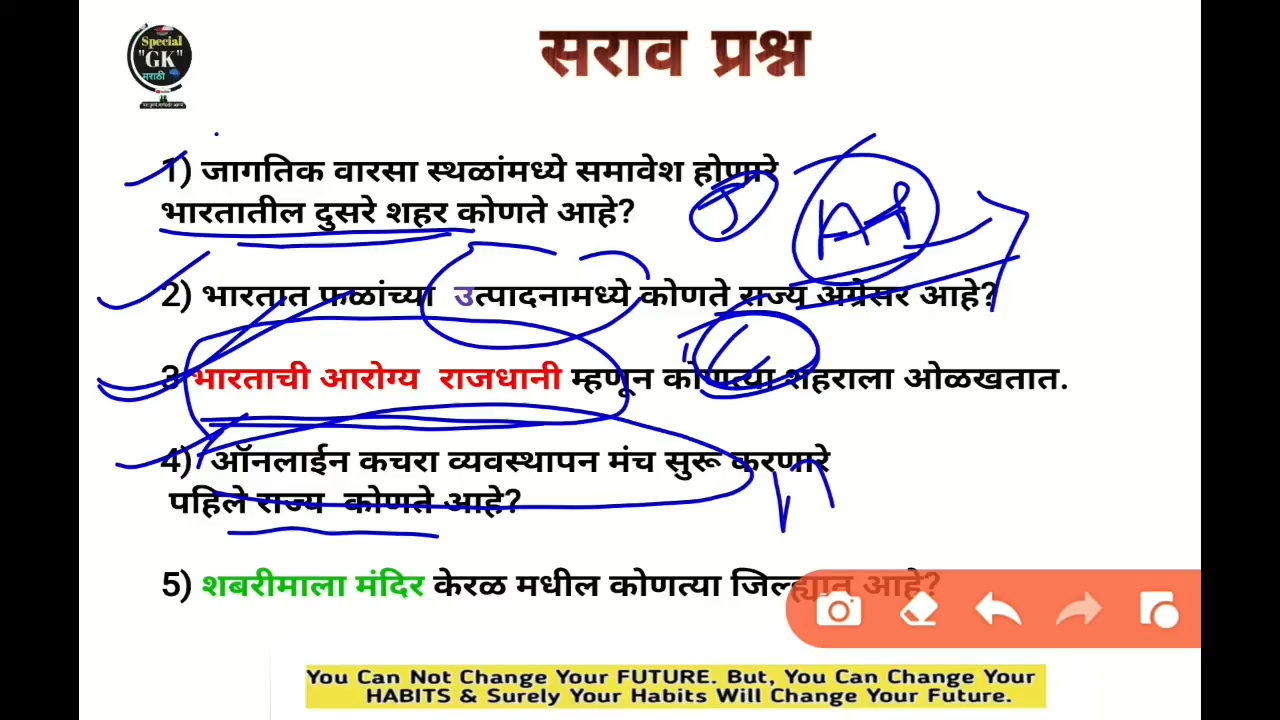 Special
"GK"
मराठी
सराव प्रश्न
1) जागतिक वारसा स्थळांमध्ये समावेश होणारे
भारतातील दुसरे शहर कोणते आहे?
J
AP
2) भारतात फळांच्या उत्पादनामध्ये कोणते राज्य अग्रेसर आहे?
3 भारताची आरोग्य राजधानी म्हणून कोणत्या शहराला ओळखतात.
4) ऑनलाईन कचरा व्यवस्थापन मंच सुरू करणारे
पहिले राज्य कोणते आहे?
5) शबरीमाला मंदिर केरळ मधील कोणत्या जिल्ह्यात आहे?
You Can Not Change Your FUTURE. But, You Can Change Your
HABITS & Surely Your Habits Will Change Your Future.